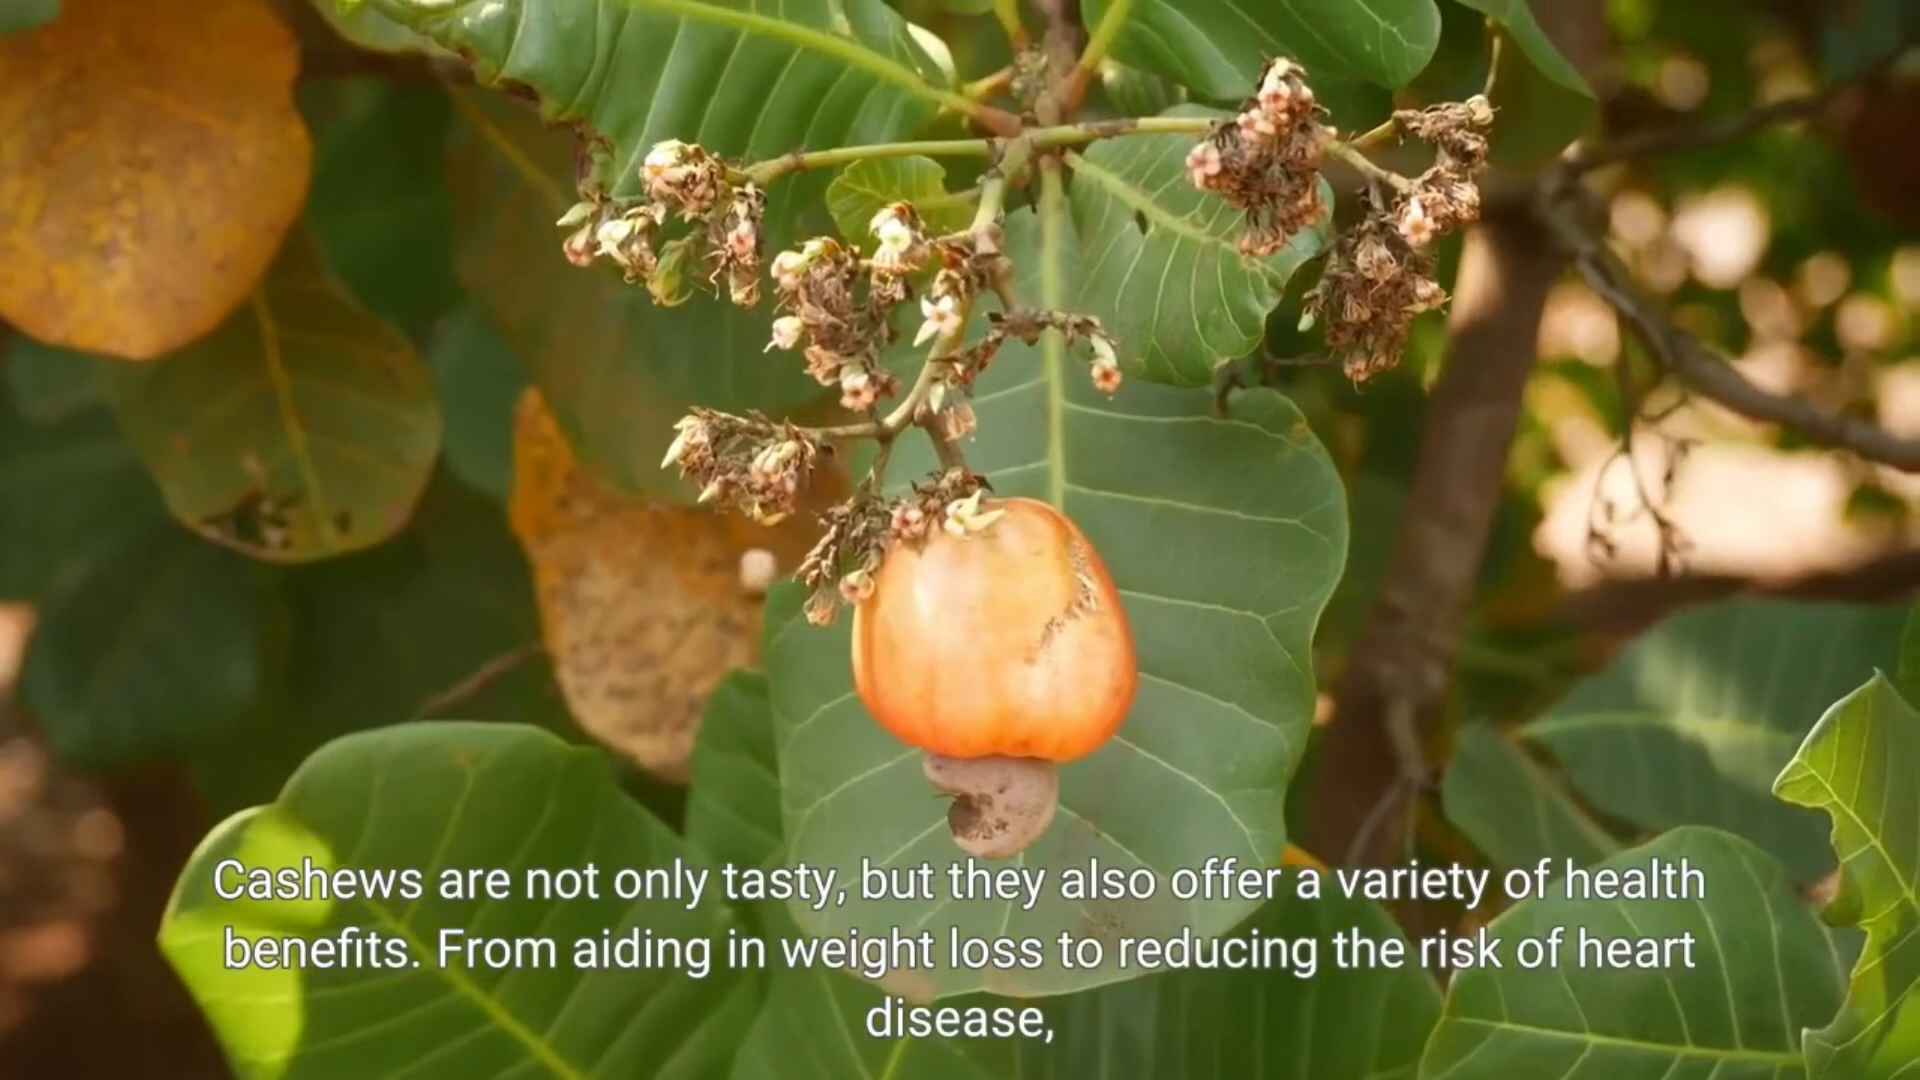 Cashews are not only tasty, but they also offer a variety of health
benefits. From aiding in weight loss to reducing the risk of heart
disease,